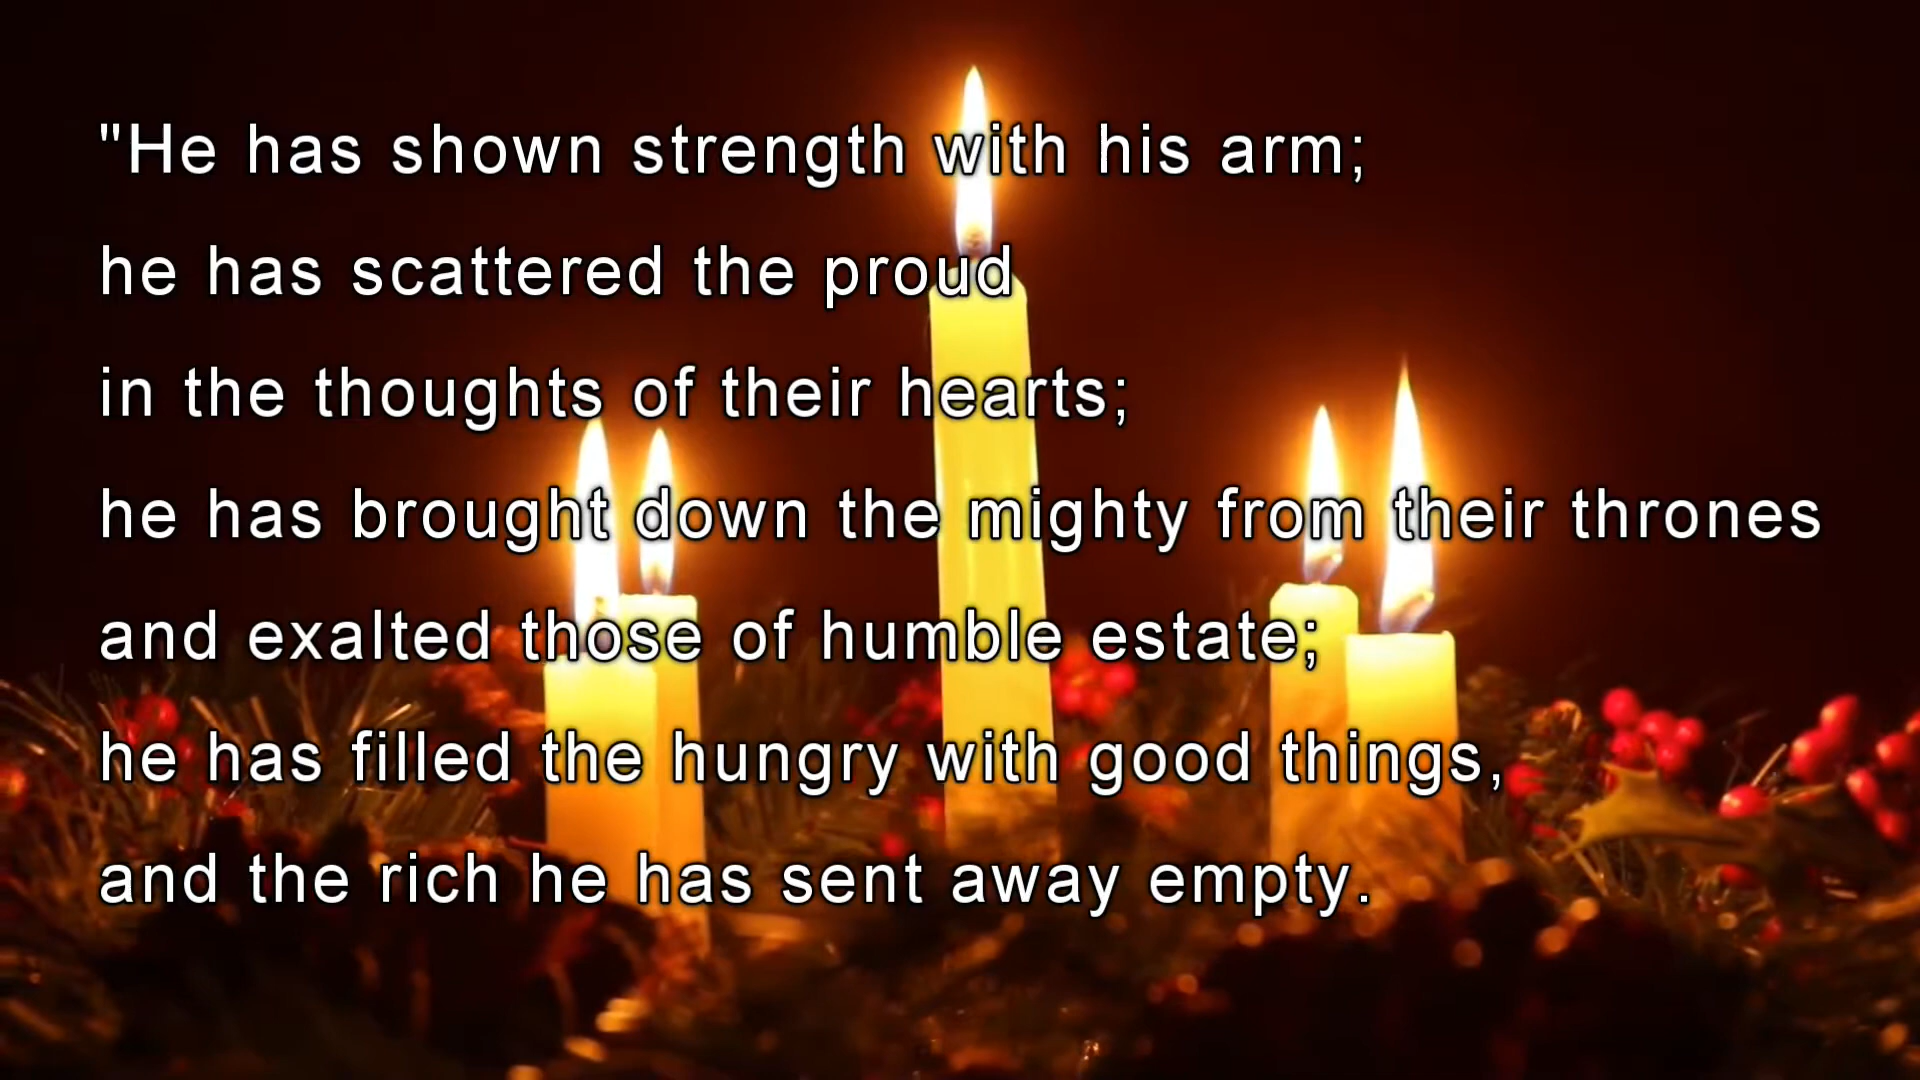 "He has shown strength with his arm;
he has scattered the proud
in the thoughts of their hearts;
he has brought down the mighty from their thrones
and exalted those of humble estate;
he has filled the hungry with good things,
and the rich he has sent away empty.